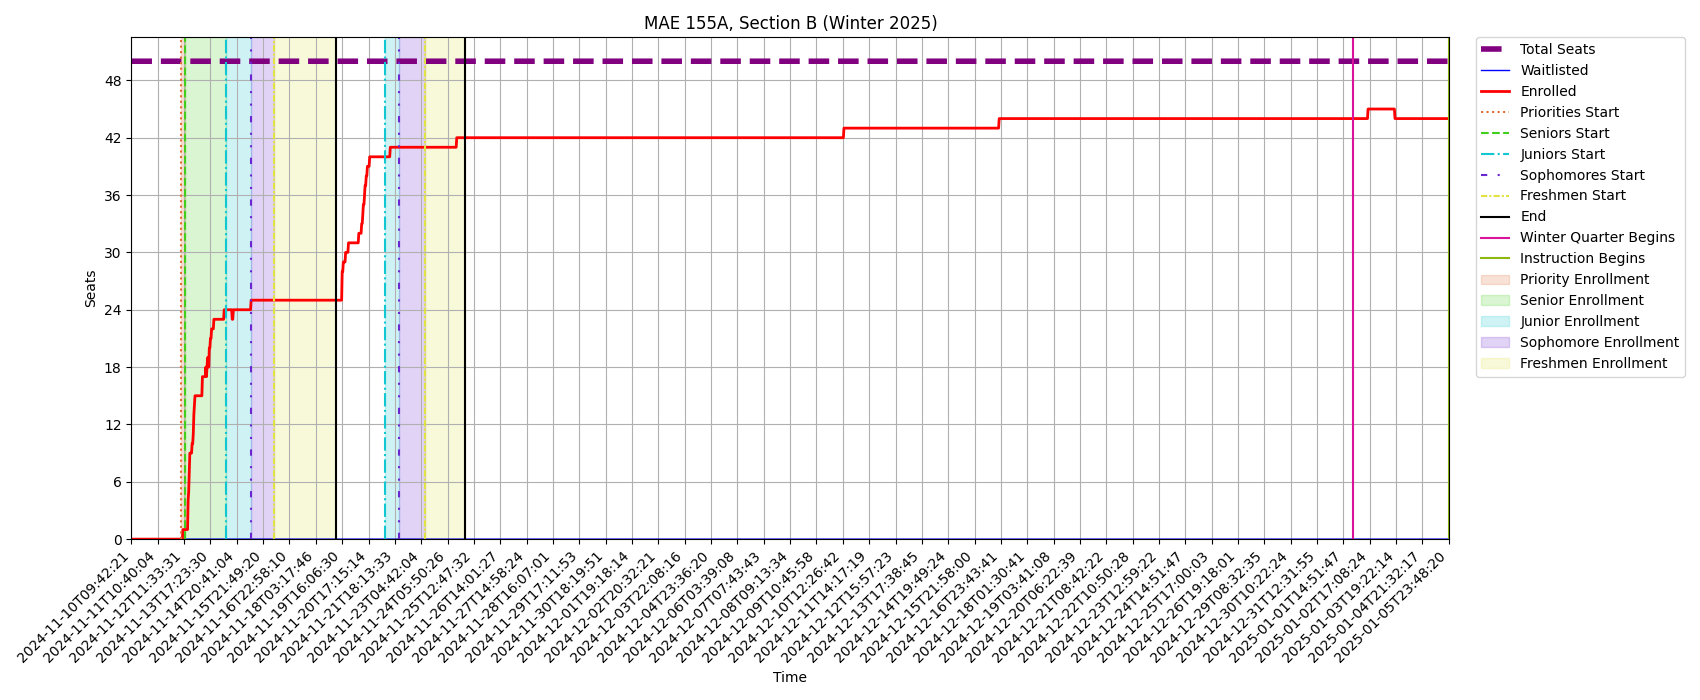 MAE 155A, Section B (Winter 2025)
Seats
48
42
36
30
24
18
12
6
0
2024-11-10T09:42:21
2024-11-11T10:40:04
2024-11-12T11:33:31
2024-11-13T17:23:30
2024-11-14T20:41:04
2024-11-15T21:49:20
2024-11-16T22:58:10
2024-11-18T03:17:46
2024-11-19T16:06:30
2024-11-20T17:15:14
2024-11-21T18:13:33
2024-11-23T04:42:04
2024-11-24T05:50:26
2024-11-25T12:47:32
2024-11-26T14:01:27
2024-11-27T14:58:24
2024-11-28T16:07:01
2024-11-29T17:11:53
2024-11-30T18:19:51
2024-12-01T19:18:14
2024-12-02T20:32:21
2024-12-03T22:08:16
2024-12-04T23:36:20
2024-12-06T03:39:08
2024-12-07T07:43:43
2024-12-08T09:13:34
2024-12-09T10:45:58
2024-12-10T12:26:42
2024-12-11T14:17:19
2024-12-12T15:57:23
2024-12-13T17:38:45
2024-12-14T19:49:24
2024-12-15T21:58:00
2024-12-16T23:43:41
2024-12-18T01:30:41
2024-12-19T03:41:08
2024-12-20T06:22:39
2024-12-21T08:42:22
2024-12-22T10:50:28
2024-12-23T12:59:22
2024-12-24T14:51:47
2024-12-25T17:00:03
2024-12-26T19:18:01
2024-12-29T08:32:35
2024-12-30T10:22:24
2024-12-31T12:31:55
2025-01-01T14:51:47
2025-01-02T17:08:24
2025-01-03T19:22:14
2025-01-04T21:32:17
2025-01-05T23:48:20
Time
Total Seats
Waitlisted
Enrolled
Priorities Start
Seniors Start
Juniors Start
Sophomores Start
Freshmen Start
End
Winter Quarter Begins
Instruction Begins
Priority Enrollment
Senior Enrollment
Junior Enrollment
Sophomore Enrollment
Freshmen Enrollment